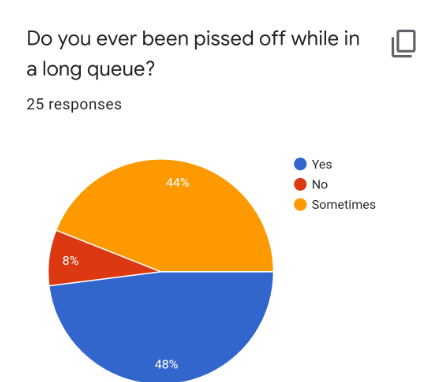 Do you ever been pissed off while in
a long queue?
25 responses
Yes
No
Sometimes
44%
8%
48%